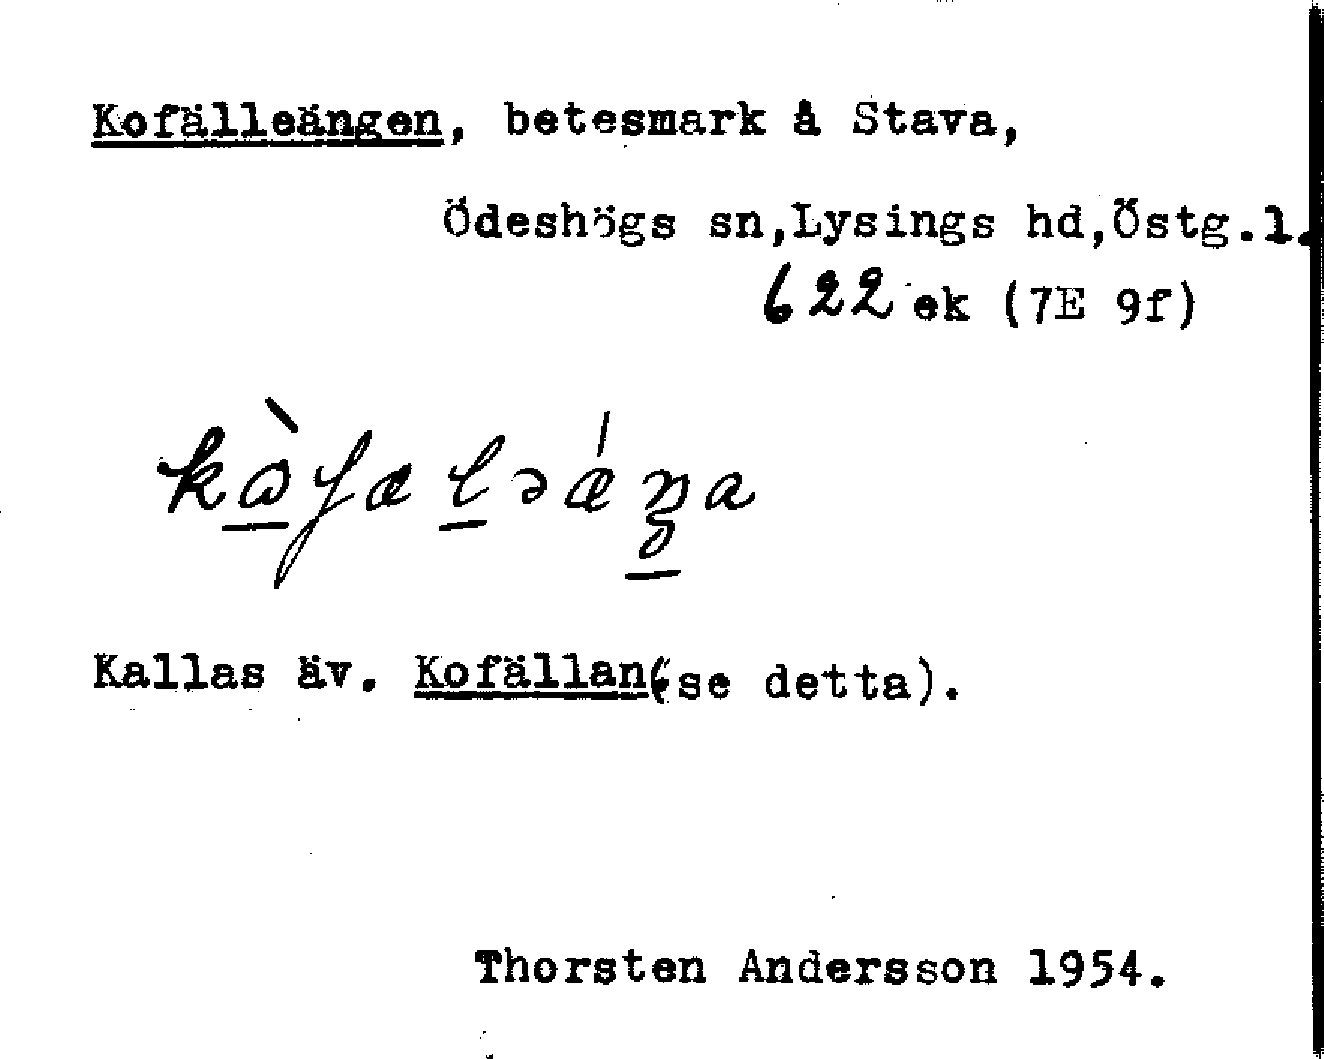 Kofälleängen, betesmark å Stava,
Ödeshögs sn,Lysings hd,Östg.l.
622 ek (7E 9f)
Kallas äv. Kofällan(se detta).
Thorsten Andersson 1954.